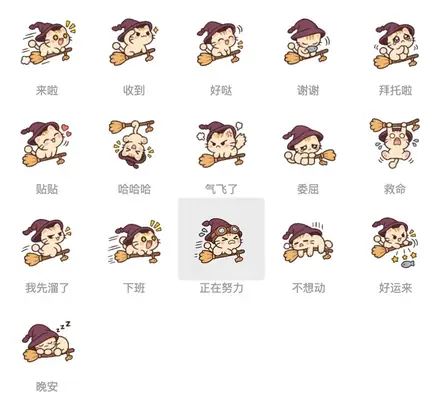 来啦
收到
好哒
谢谢
拜托啦
贴贴
哈哈哈
气飞了
委屈
救命
我先溜了
下班
正在努力
不想动
好运来
zzz
晚安